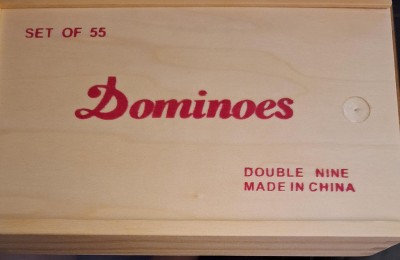 SET OF 55
Dominoes
DOUBLE NINE
MADE IN CHINA